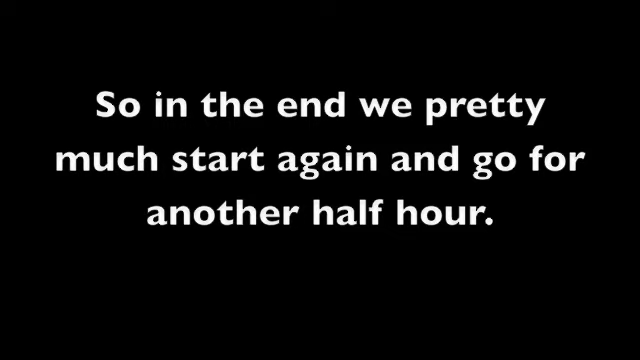 So in the end we pretty
much start again and go for
another half hour.